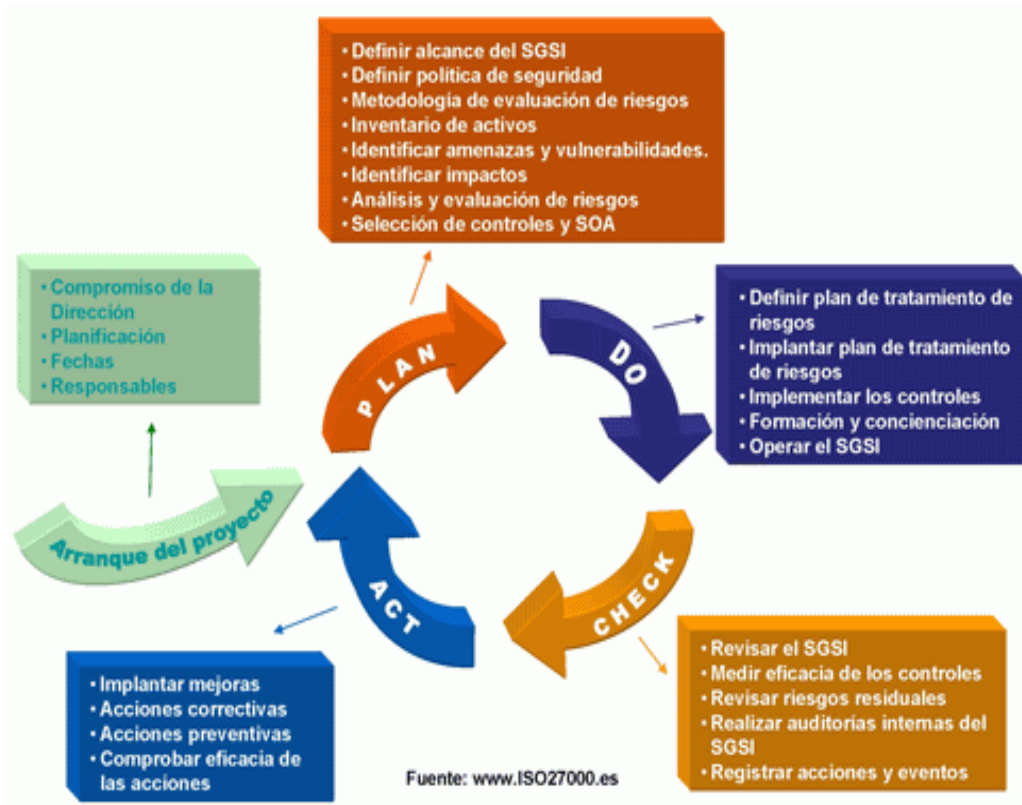 • Definir alcance del SGSI
• Definir política de seguridad
• Metodología de evaluación de riesgos
• Inventario de activos
• Identificar amenazas y vulnerabilidades.
• Identificar impactos
• Análisis y evaluación de riesgos
• Selección de controles y SOA
• Compromiso de la
Dirección
• Planificación
• Fechas
• Responsables
Arranque del proyecto
PLAN
DO
• Definir plan de tratamiento de
riesgos
• Implantar plan de tratamiento
de riesgos
• Implementar los controles
• Formación y concienciación
• Operar el SGSI
CHECK
• Revisar el SGSI
• Medir eficacia de los controles
• Revisar riesgos residuales
• Realizar auditorías internas del
SGSI
• Registrar acciones y eventos
ACT
• Implantar mejoras
• Acciones correctivas
• Acciones preventivas
• Comprobar eficacia de
las acciones
Fuente: www.ISO27000.es